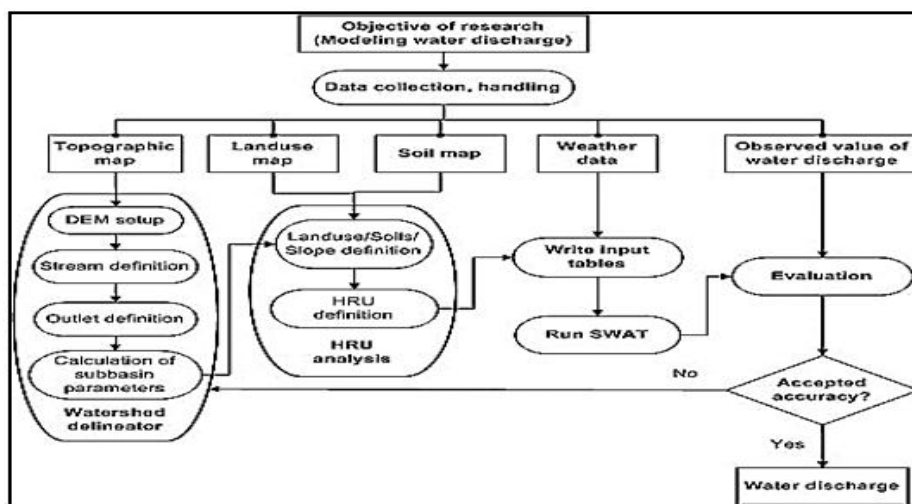 Objective of research
(Modeling water discharge)
Data collection, handling
Topographic
map
Landuse
map
Soil map
Weather
data
Observed value of
water discharge
DEM setup
Stream definition
Outlet definition
Calculation of
subbasin
parameters
Watershed
delineator
Landuse/Soils/
Slope definition
HRU
definition
HRU
analysis
Write input
tables
Run SWAT
Evaluation
Accepted
accuracy?
No
Yes
Water discharge